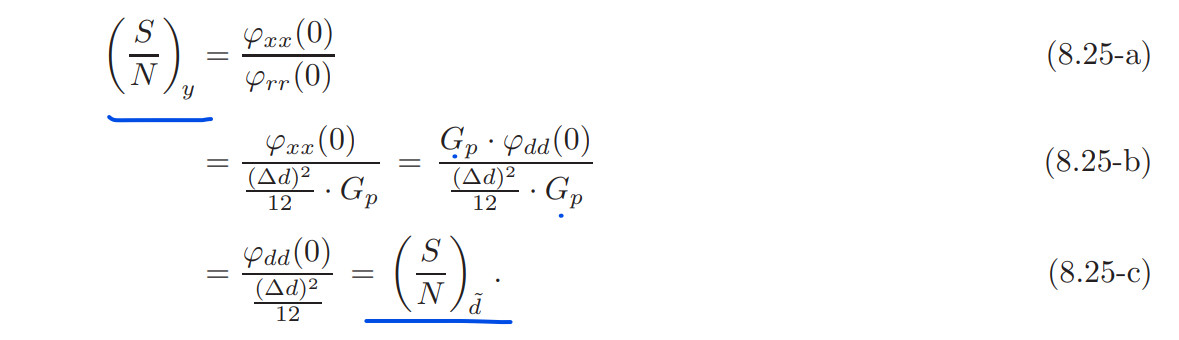 (S/N)_y = φ_xx(0) / φ_rr(0) (8.25-a)
= φ_xx(0) / ((Δd)²/12 · G_p) = G_p · φ_dd(0) / ((Δd)²/12 · G_p) (8.25-b)
= φ_dd(0) / ((Δd)²/12) = (S/N)_d̃ . (8.25-c)